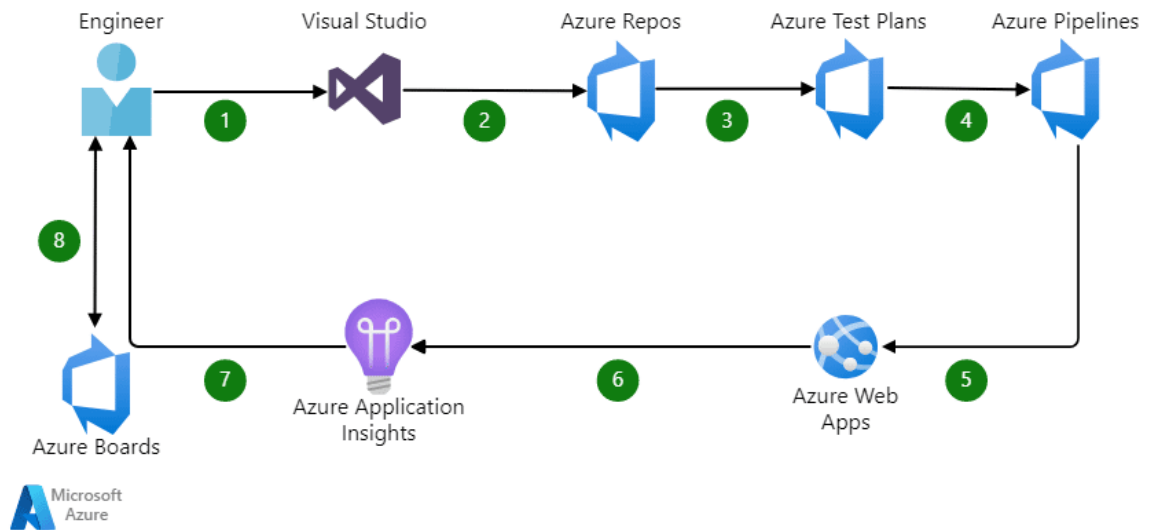 Engineer
Visual Studio
Azure Repos
Azure Test Plans
Azure Pipelines
1
2
3
4
8
7
6
5
Azure Application
Insights
Azure Web
Apps
Azure Boards
Microsoft
Azure